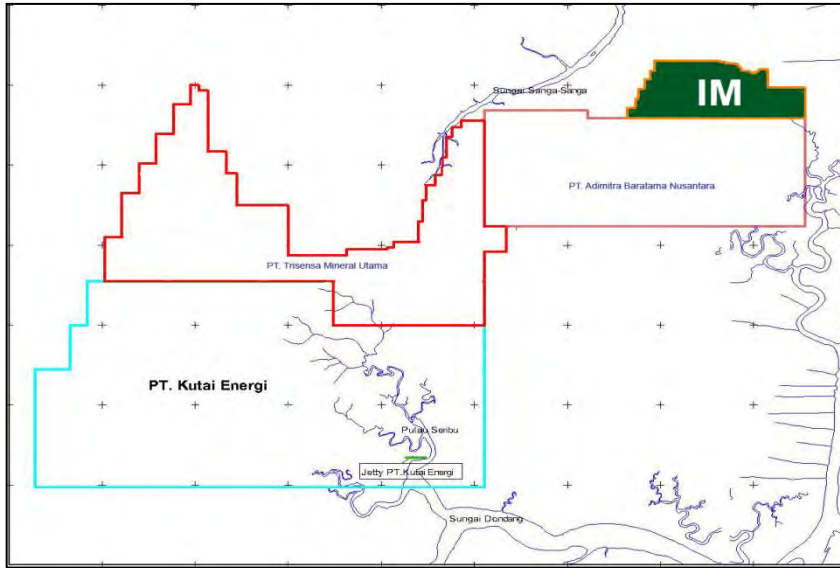 Sungai Sanga-Sanga
IM
PT. Adimitra Baratama Nusantara
PT. Trisensa Mineral Utama
PT. Kutai Energi
Pulau Seribu
Jetty PT.Kutai Energi
Sungai Dondang